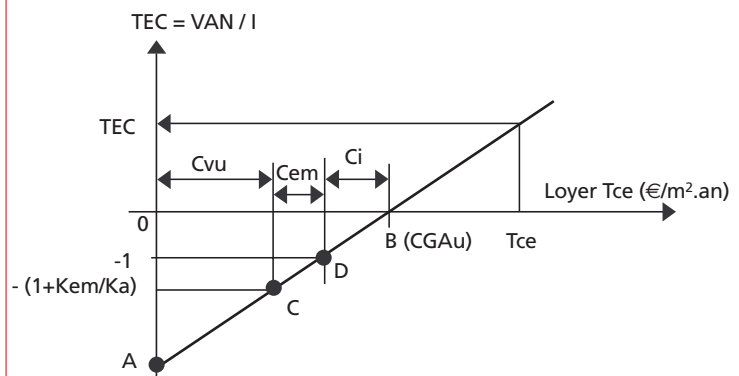 TEC = VAN / I
TEC
Cvu
Cem
Ci
Loyer Tce (€/m².an)
0
B (CGAu)
Tce
-1
D
- (1+Kem/Ka)
C
A